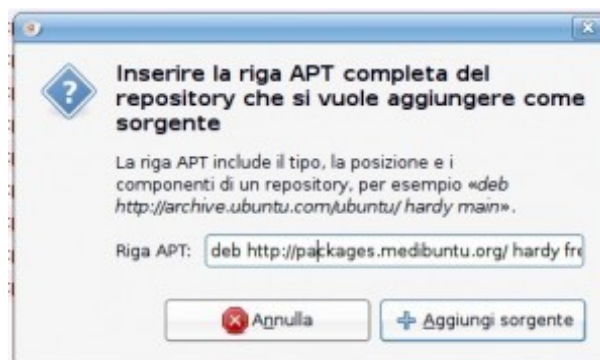 Inserire la riga APT completa del
repository che si vuole aggiungere come
sorgente
La riga APT include il tipo, la posizione e i
componenti di un repository, per esempio «deb
http://archive.ubuntu.com/ubuntu/ hardy main».
Riga APT: deb http://packages.medibuntu.org/ hardy fre
Annulla Aggiungi sorgente